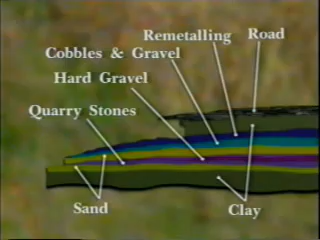 Remetalling Road
Cobbles & Gravel
Hard Gravel
Quarry Stones
Sand
Clay